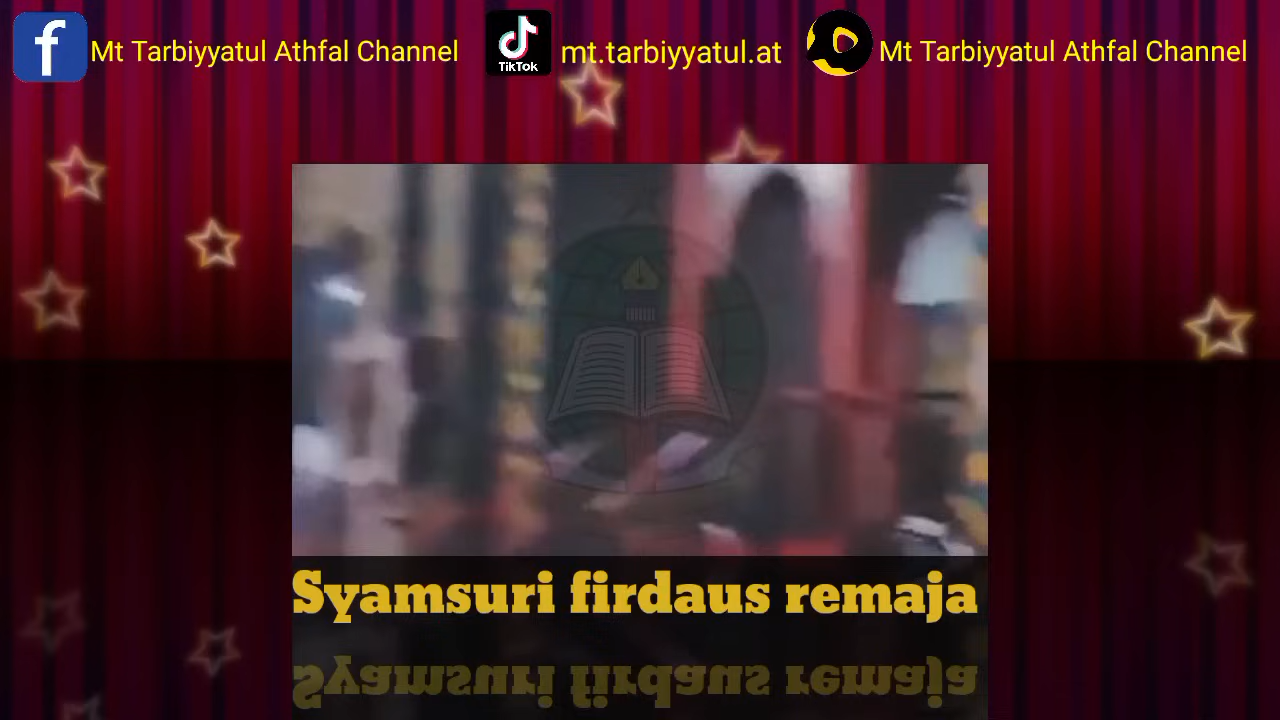 Mt Tarbiyyatul Athfal Channel
TikTok
mt.tarbiyyatul.at
Mt Tarbiyyatul Athfal Channel
Syamsuri firdaus remaja